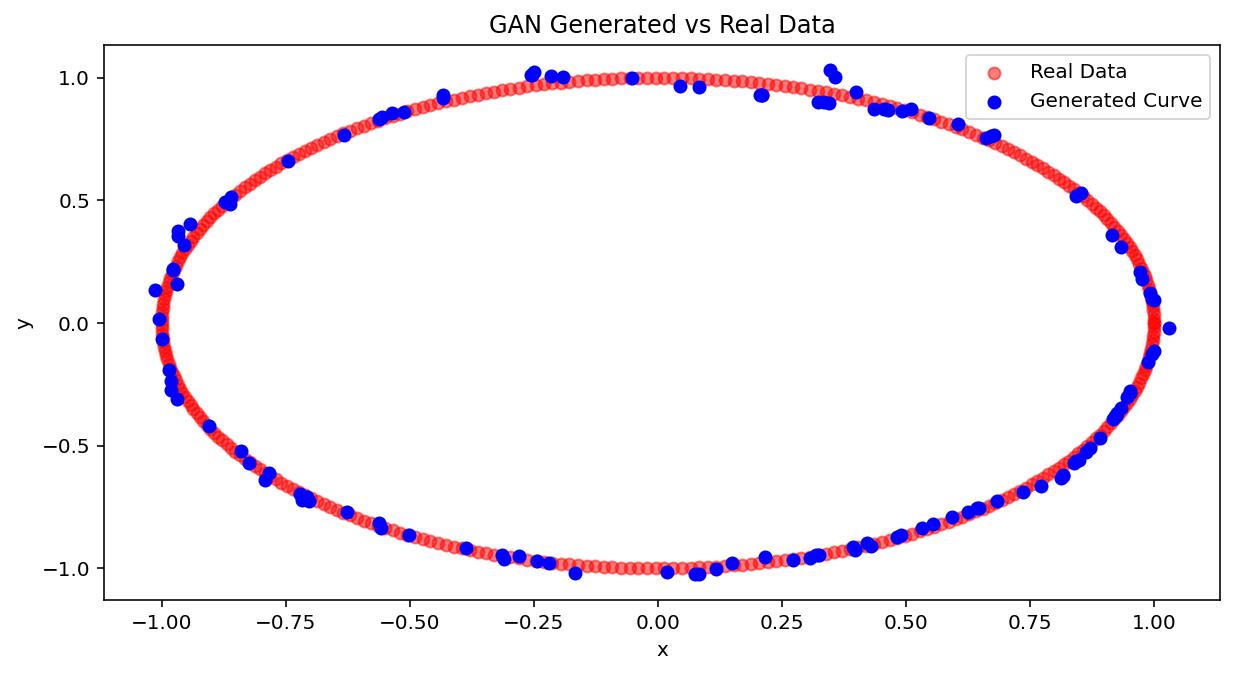 GAN Generated vs Real Data
Real Data
Generated Curve
1.0
0.5
0.0
−0.5
−1.0
y
−1.00 −0.75 −0.50 −0.25 0.00 0.25 0.50 0.75 1.00
x